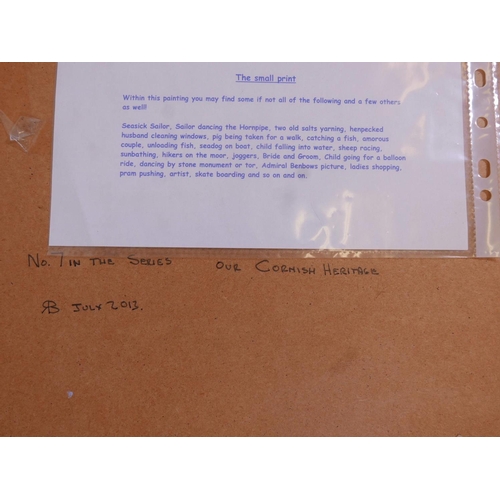 The small print
Within this painting you may find some if not all of the following and a few others
as well!
Seasick Sailor, Sailor dancing the Hornpipe, two old salts yarning, henpecked
husband cleaning windows, pig being taken for a walk, catching a fish, amorous
couple, unloading fish, seadog on boat, child falling into water, sheep racing,
sunbathing, hikers on the moor, joggers, Bride and Groom, Child going for a balloon
ride, dancing by stone monument or tor, Admiral Benbows picture, ladies shopping,
pram pushing, artist, skate boarding and so on and on.
No. 7 IN THE SERIES OUR CORNISH HERITAGE
RB JULY 2013.